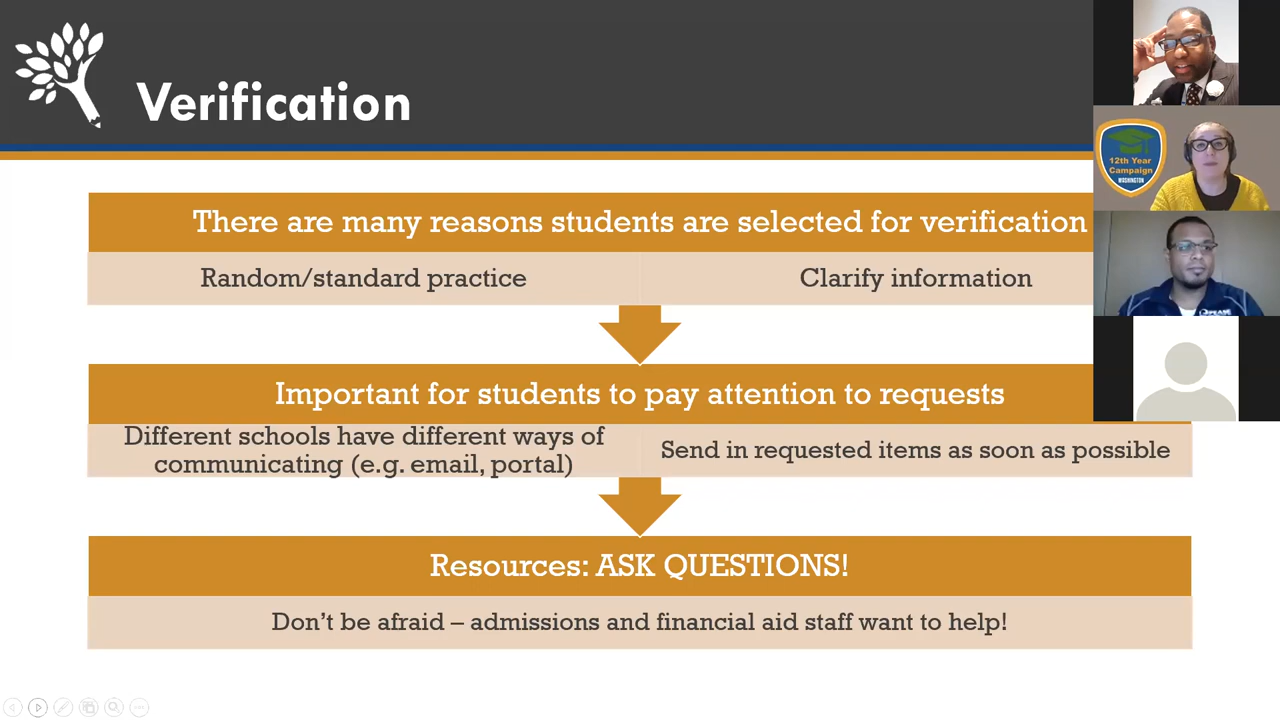 Verification
12th Year
Campaign
WASHINGTON
There are many reasons students are selected for verification
Random/standard practice
Clarify information
Important for students to pay attention to requests
Different schools have different ways of
communicating (e.g. email, portal)
Send in requested items as soon as possible
Resources: ASK QUESTIONS!
Don't be afraid – admissions and financial aid staff want to help!